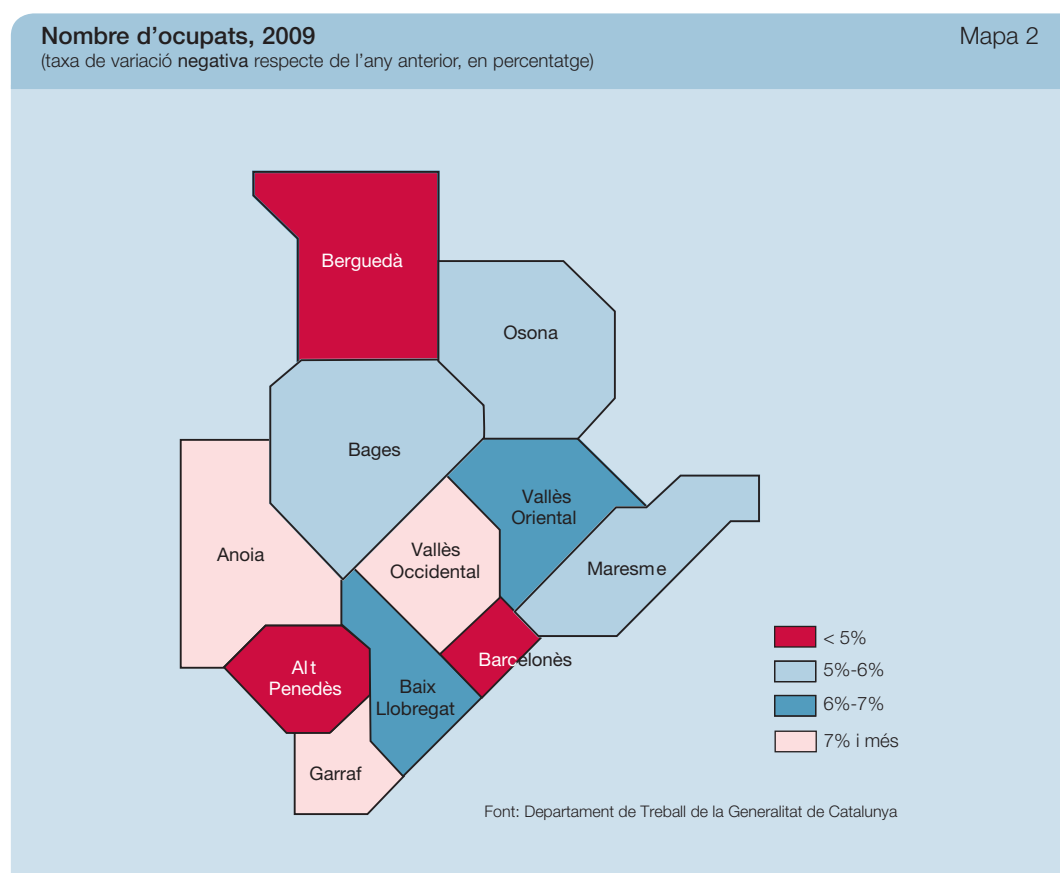 Nombre d'ocupats, 2009
Mapa 2
(taxa de variació negativa respecte de l'any anterior, en percentatge)
Berguedà
Osona
Bages
Vallès
Oriental
Anoia
Vallès
Occidental
Maresme
Barcelonès
Alt
Penedès
Baix
Llobregat
Garraf
< 5%
5%-6%
6%-7%
7% i més
Font: Departament de Treball de la Generalitat de Catalunya